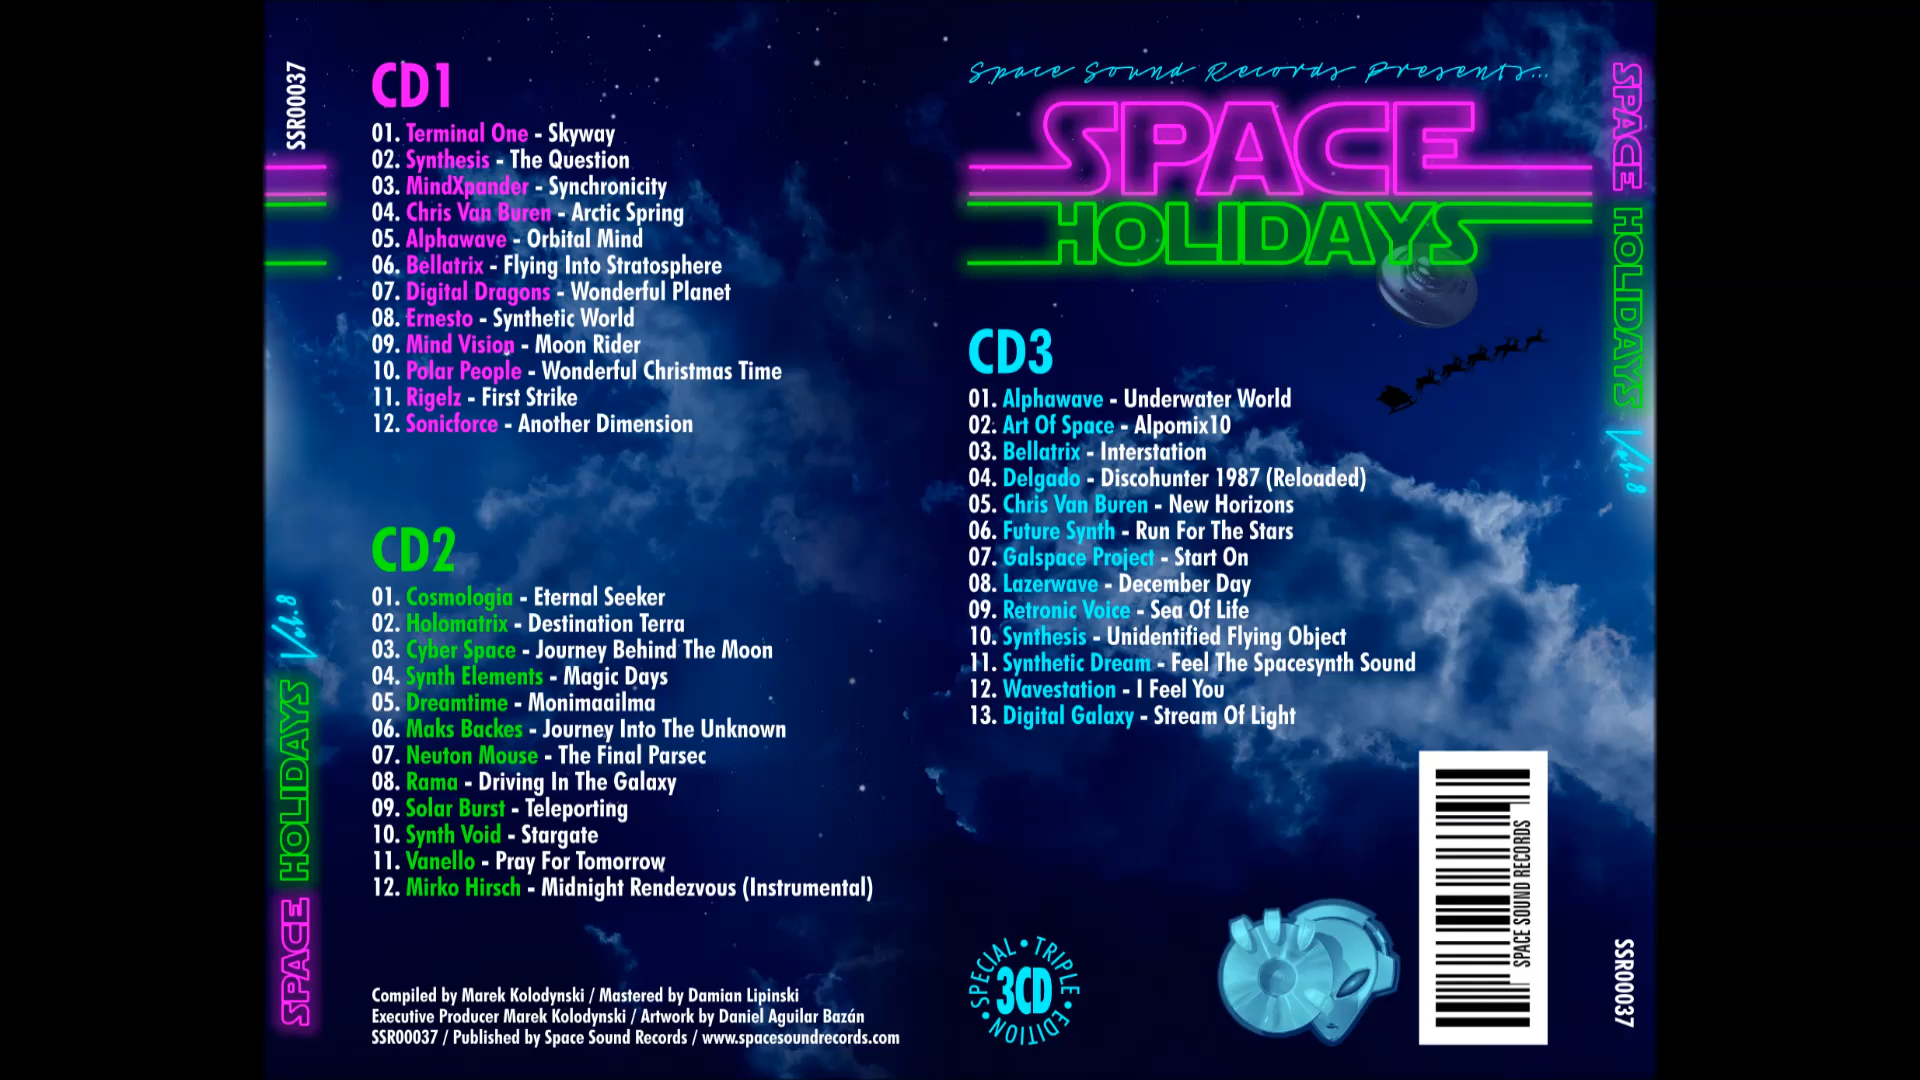 SSR00037
SPACE HOLIDAYS Vol. 8
CD1
01. Terminal One - Skyway
02. Synthesis - The Question
03. MindXpander - Synchronicity
04. Chris Van Buren - Arctic Spring
05. Alphawave - Orbital Mind
06. Bellatrix - Flying Into Stratosphere
07. Digital Dragons - Wonderful Planet
08. Ernesto - Synthetic World
09. Mind Vision - Moon Rider
10. Polar People - Wonderful Christmas Time
11. Rigelz - First Strike
12. Sonicforce - Another Dimension
CD2
01. Cosmologia - Eternal Seeker
02. Holomatrix - Destination Terra
03. Cyber Space - Journey Behind The Moon
04. Synth Elements - Magic Days
05. Dreamtime - Monimaailma
06. Maks Backes - Journey Into The Unknown
07. Neuton Mouse - The Final Parsec
08. Rama - Driving In The Galaxy
09. Solar Burst - Teleporting
10. Synth Void - Stargate
11. Vanello - Pray For Tomorrow
12. Mirko Hirsch - Midnight Rendezvous (Instrumental)
Compiled by Marek Kolodynski / Mastered by Damian Lipinski
Executive Producer Marek Kolodynski / Artwork by Daniel Aguilar Bazán
SSR00037 / Published by Space Sound Records / www.spacesoundrecords.com
Space Sound Records Presents...
SPACE
HOLIDAYS
CD3
01. Alphawave - Underwater World
02. Art Of Space - Alpomix10
03. Bellatrix - Interstation
04. Delgado - Discohunter 1987 (Reloaded)
05. Chris Van Buren - New Horizons
06. Future Synth - Run For The Stars
07. Galspace Project - Start On
08. Lazerwave - December Day
09. Retronic Voice - Sea Of Life
10. Synthesis - Unidentified Flying Object
11. Synthetic Dream - Feel The Spacesynth Sound
12. Wavestation - I Feel You
13. Digital Galaxy - Stream Of Light
SPECIAL • TRIPLE • EDITION •
3CD
SPACE SOUND RECORDS
SPACE HOLIDAYS Vol. 8
SSR00037